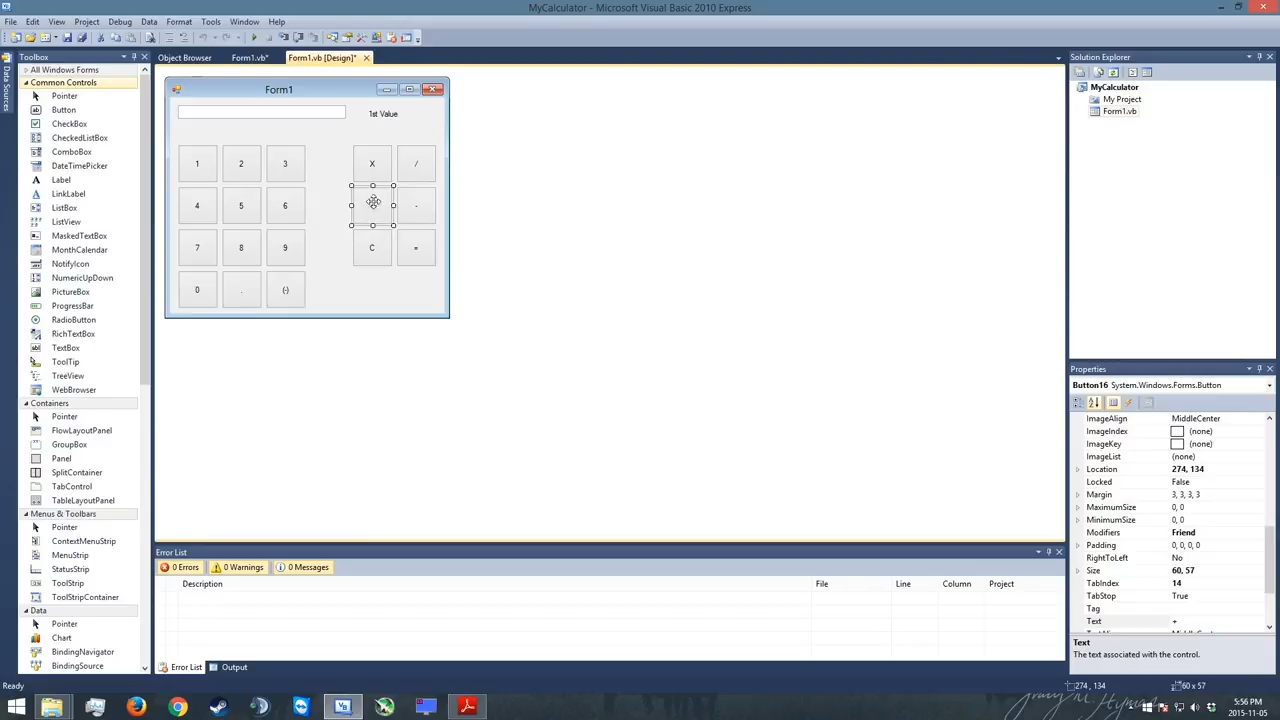 MyCalculator - Microsoft Visual Basic 2010 Express
File Edit View Project Debug Data Format Tools Window Help
Toolbox
Object Browser Form1.vb* Form1.vb [Design]*
Solution Explorer
Data Sources
All Windows Forms
Common Controls
Pointer
Button
CheckBox
CheckedListBox
ComboBox
DateTimePicker
Label
LinkLabel
ListBox
ListView
MaskedTextBox
MonthCalendar
NotifyIcon
NumericUpDown
PictureBox
ProgressBar
RadioButton
RichTextBox
TextBox
ToolTip
TreeView
WebBrowser
Containers
Pointer
FlowLayoutPanel
GroupBox
Panel
SplitContainer
TabControl
TableLayoutPanel
Menus & Toolbars
Pointer
ContextMenuStrip
MenuStrip
StatusStrip
ToolStrip
ToolStripContainer
Data
Pointer
Chart
BindingNavigator
BindingSource
Form1
1st Value
1 2 3 X /
4 5 6 -
7 8 9 C =
0 . (-)
MyCalculator
My Project
Form1.vb
Properties
Button16 System.Windows.Forms.Button
ImageAlign MiddleCenter
ImageIndex (none)
ImageKey (none)
ImageList (none)
Location 274, 134
Locked False
Margin 3, 3, 3, 3
MaximumSize 0, 0
MinimumSize 0, 0
Modifiers Friend
Padding 0, 0, 0, 0
RightToLeft No
Size 60, 57
TabIndex 14
TabStop True
Tag
Text +
Text
The text associated with the control.
Error List
0 Errors 0 Warnings 0 Messages
Description File Line Column Project
Error List Output
Ready 274, 134 60 x 57
5:56 PM
2015-11-05